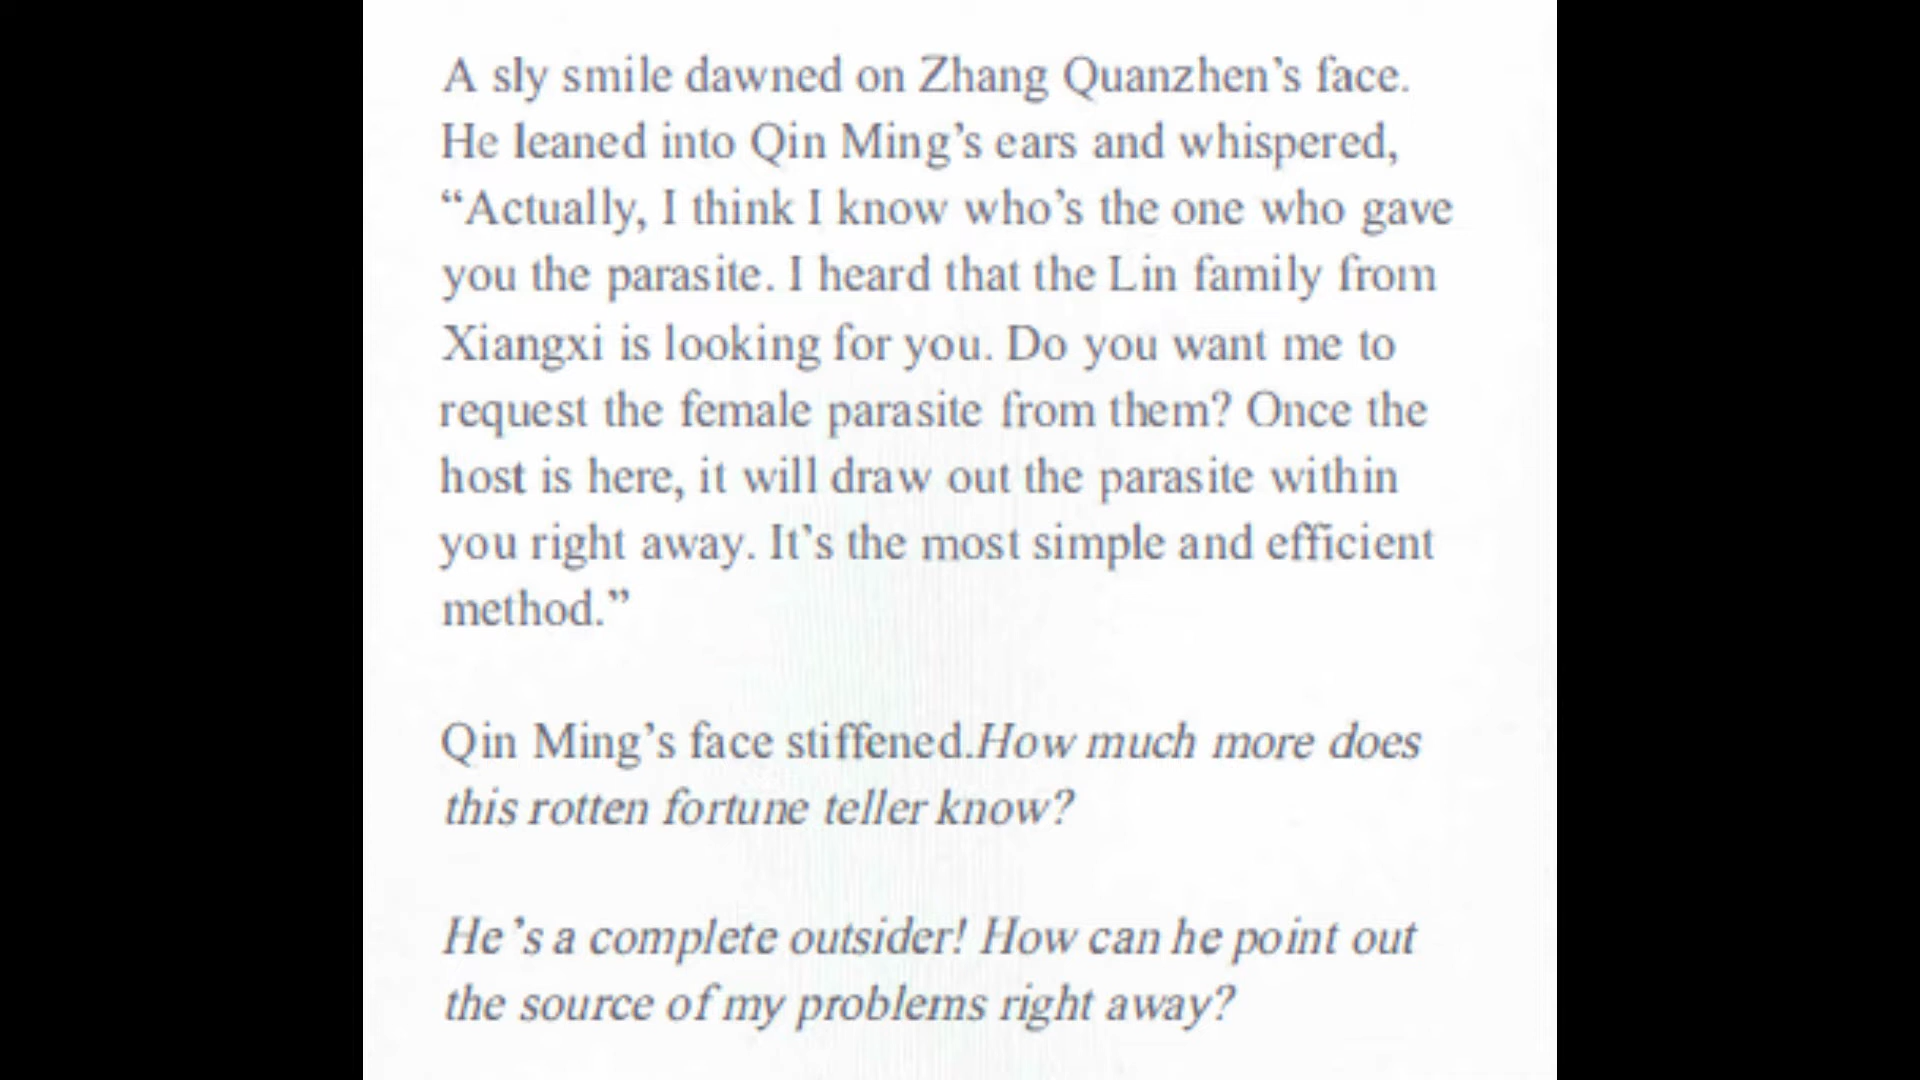 A sly smile dawned on Zhang Quanzhen’s face.
He leaned into Qin Ming’s ears and whispered,
“Actually, I think I know who’s the one who gave
you the parasite. I heard that the Lin family from
Xiangxi is looking for you. Do you want me to
request the female parasite from them? Once the
host is here, it will draw out the parasite within
you right away. It’s the most simple and efficient
method.”
Qin Ming’s face stiffened.How much more does
this rotten fortune teller know?
He’s a complete outsider! How can he point out
the source of my problems right away?